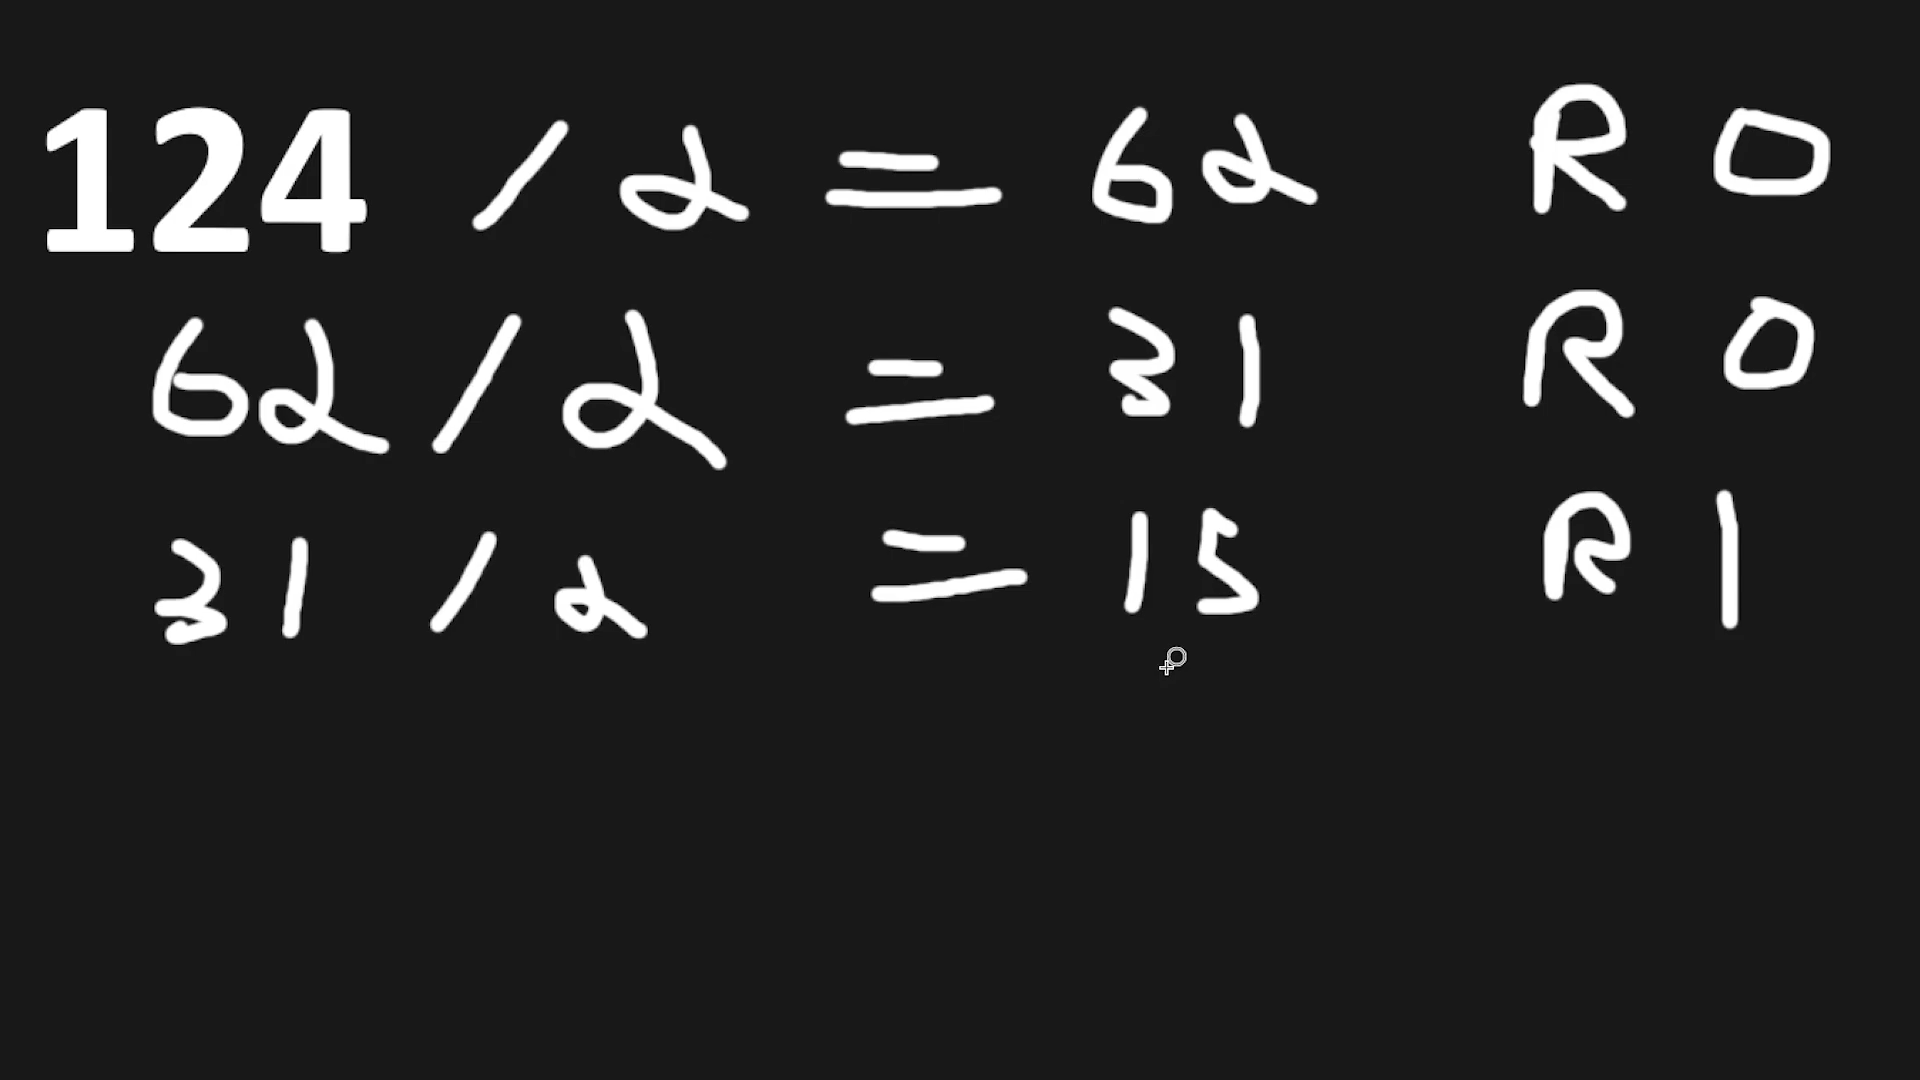 124 / 2 = 62 R 0
62 / 2 = 31 R 0
31 / 2 = 15 R 1